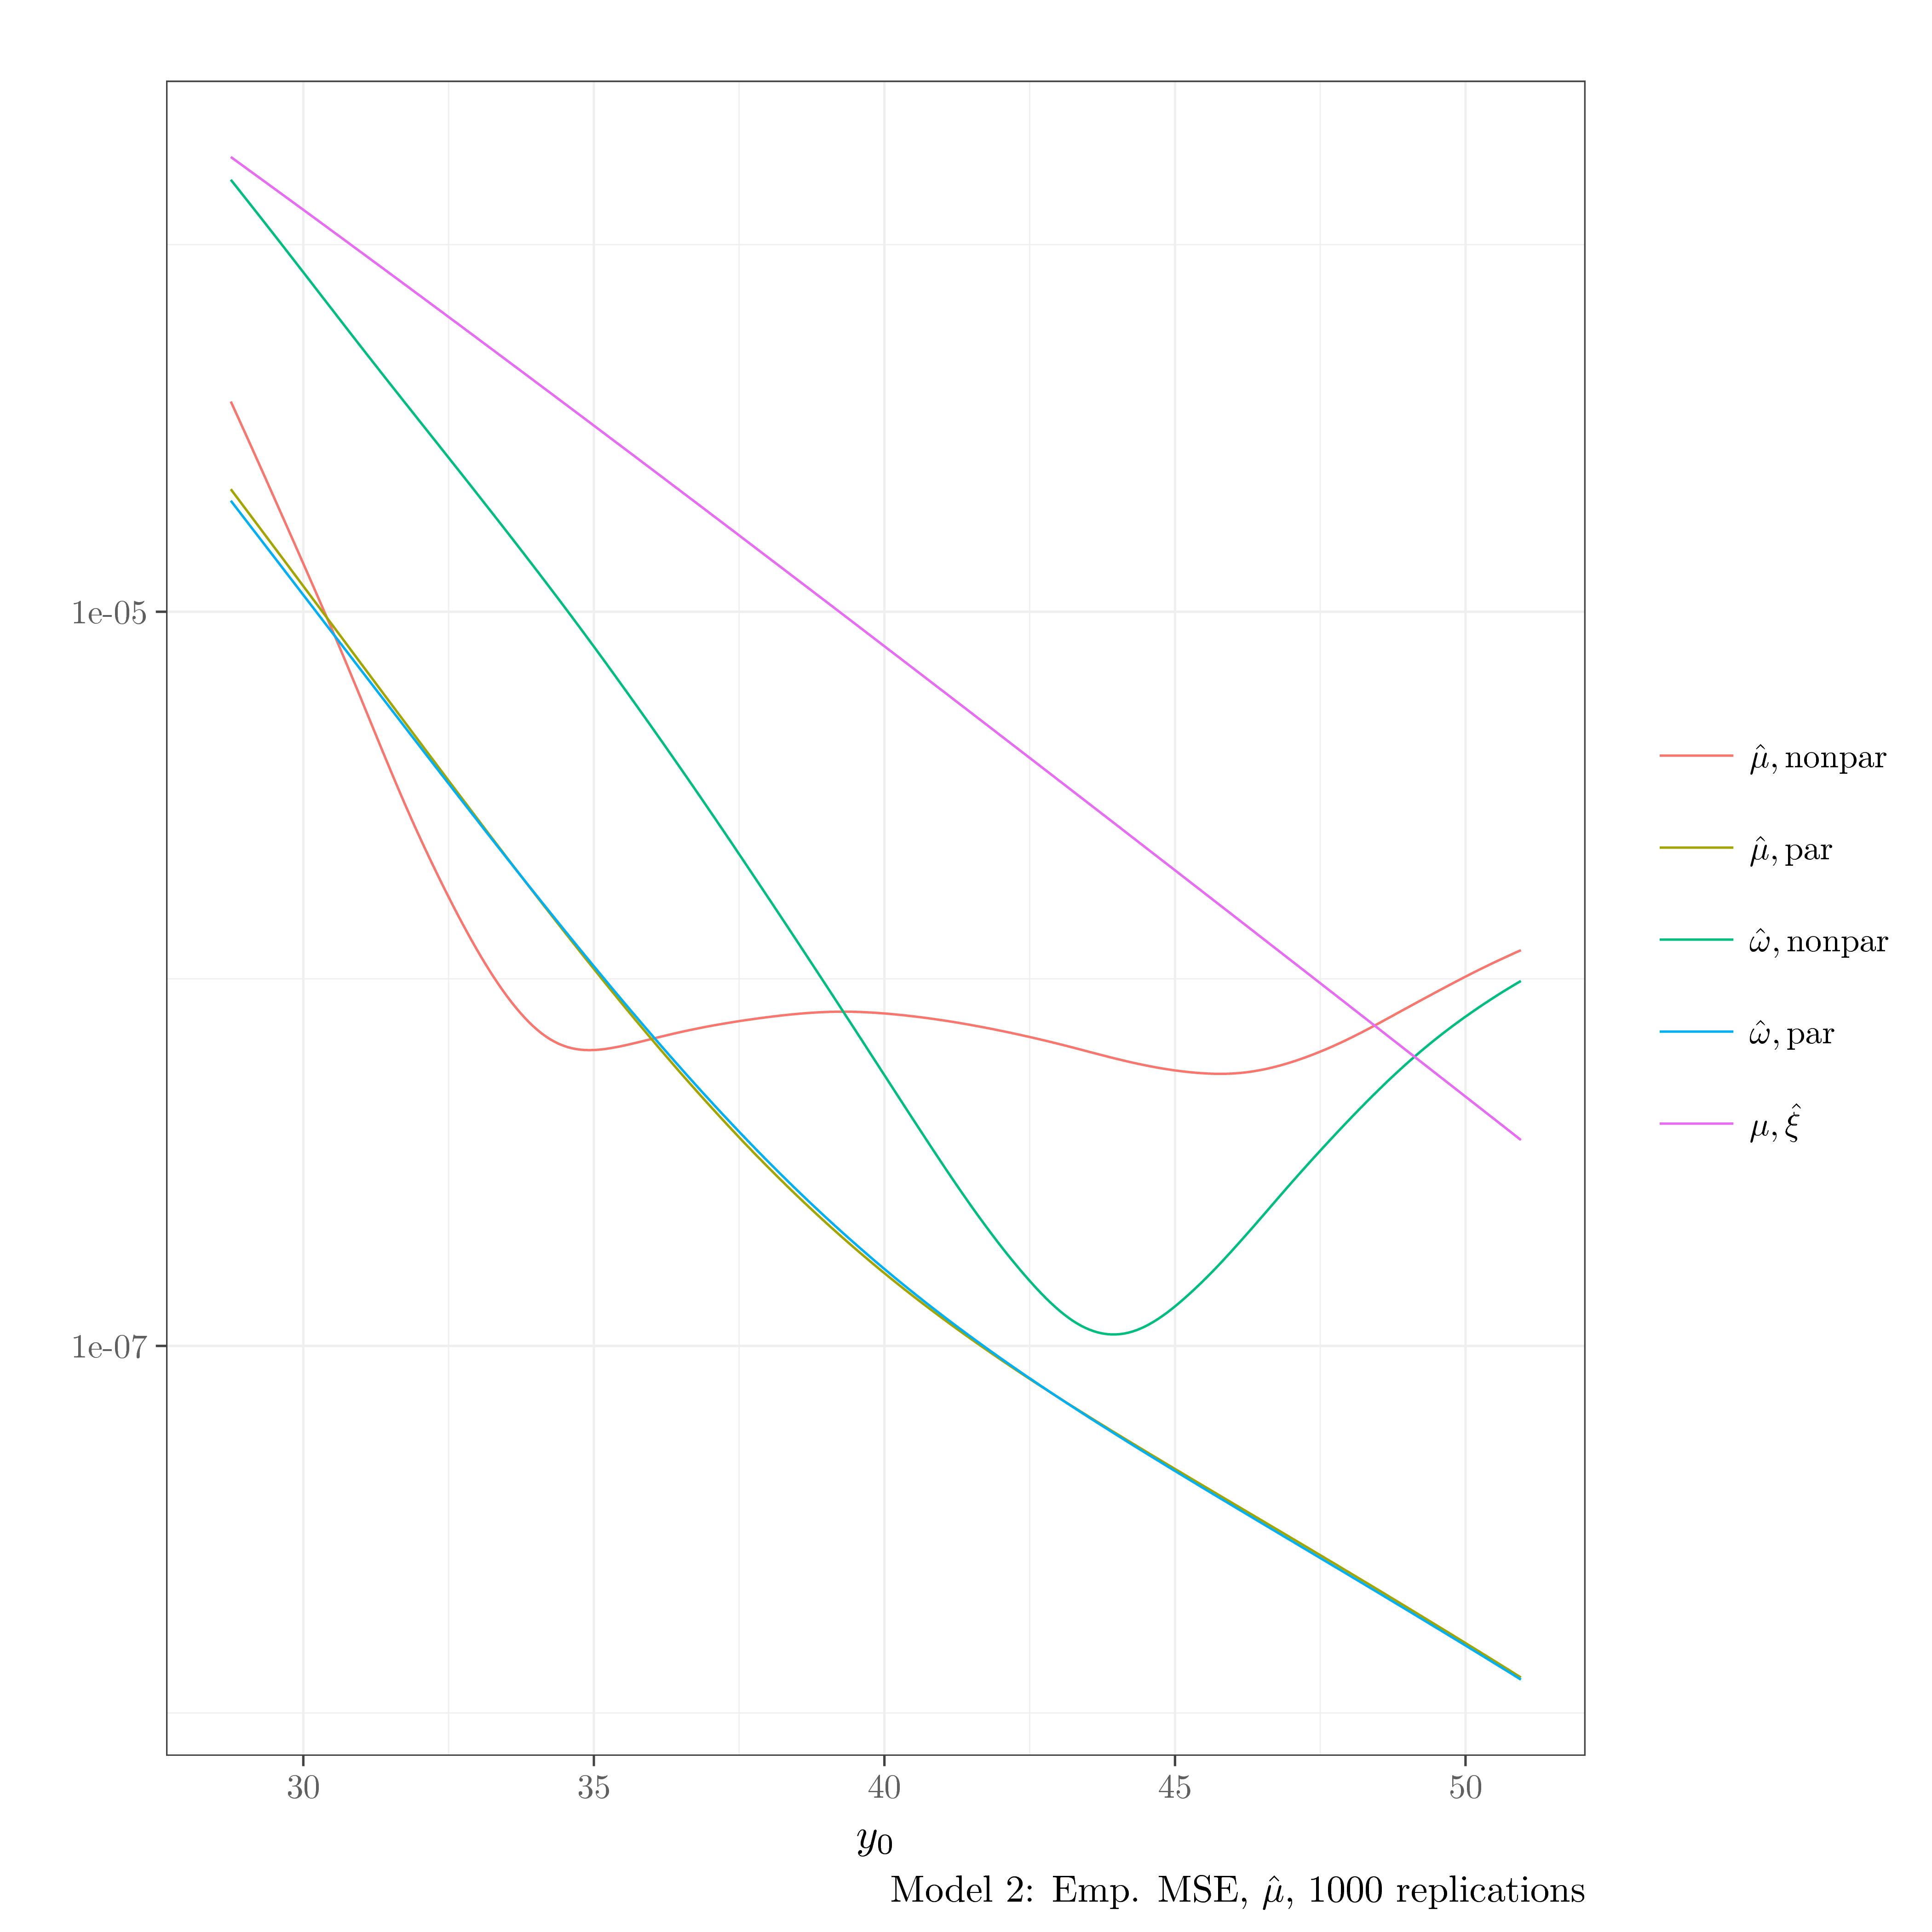 1e-05
1e-07
30 35 40 45 50
y₀
μ̂, nonpar
μ̂, par
ω̂, nonpar
ω̂, par
μ, ξ̂
Model 2: Emp. MSE, μ̂, 1000 replications